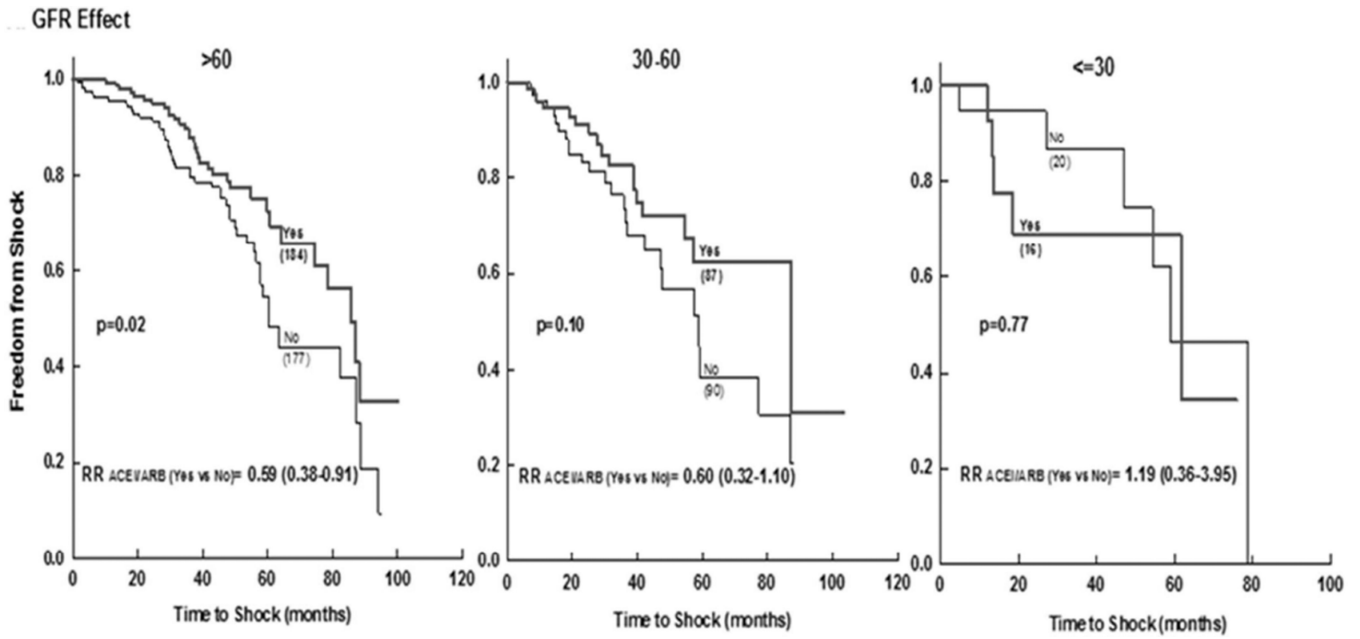 GFR Effect
>60
30-60
<=30
Freedom from Shock
1.0
0.8
0.6
0.4
0.2
0.0
Yes
(184)
No
(177)
p=0.02
RR ACEI/ARB (Yes vs No)= 0.59 (0.38-0.91)
0 20 40 60 80 100 120
Time to Shock (months)
1.0
0.8
0.6
0.4
0.2
0.0
Yes
(87)
No
(90)
p=0.10
RR ACEI/ARB (Yes vs No)= 0.60 (0.32-1.10)
0 20 40 60 80 100 120
Time to Shock (months)
1.0
0.8
0.6
0.4
0.2
0.0
No
(20)
Yes
(16)
p=0.77
RR ACEI/ARB (Yes vs No)= 1.19 (0.36-3.95)
0 20 40 60 80 100
Time to Shock (months)